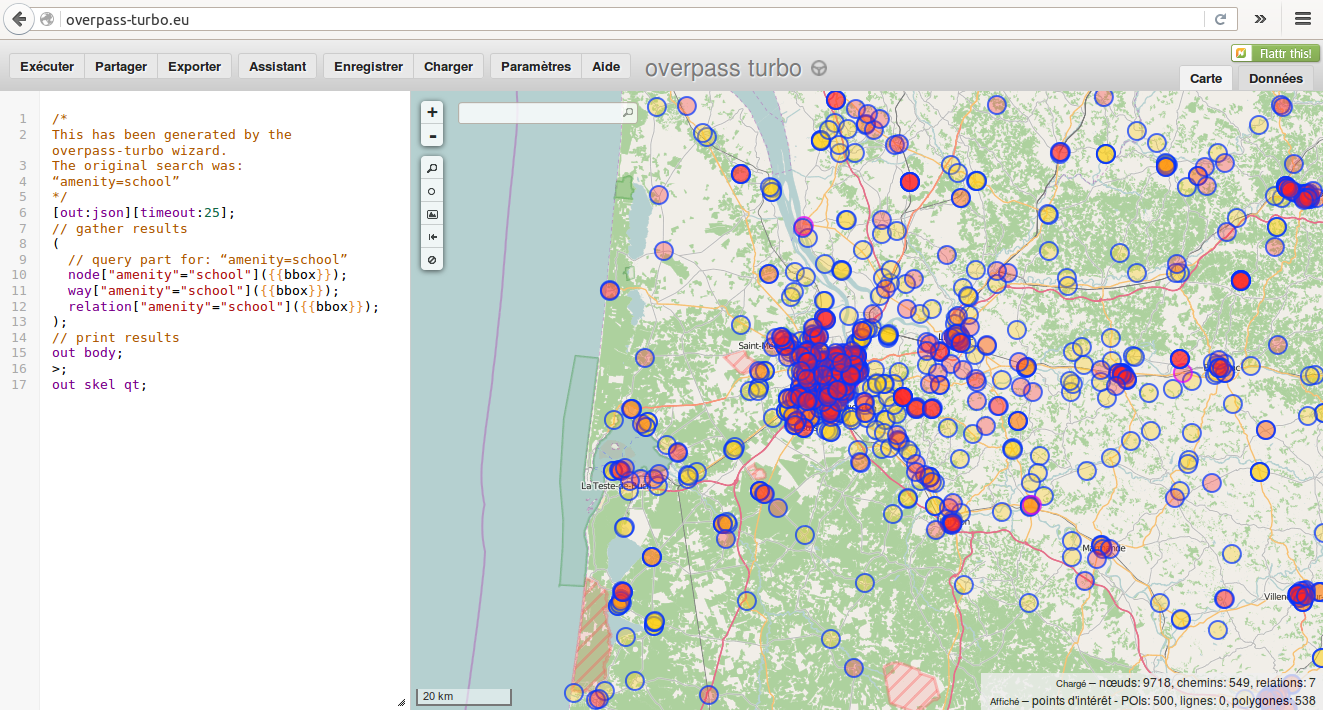 overpass-turbo.eu
Flattr this!
Exécuter Partager Exporter Assistant Enregistrer Charger Paramètres Aide overpass turbo Carte Données
1 /*
2 This has been generated by the
overpass-turbo wizard.
3 The original search was:
4 “amenity=school”
5 */
6 [out:json][timeout:25];
7 // gather results
8 (
9 // query part for: “amenity=school”
10 node["amenity"="school"]({{bbox}});
11 way["amenity"="school"]({{bbox}});
12 relation["amenity"="school"]({{bbox}});
13 );
14 // print results
15 out body;
16 >;
17 out skel qt;
+
-
La Teste-de-Buch
20 km
Chargé – nœuds: 9718, chemins: 549, relations: 7
Affiché – points d'intérêt - POIs: 500, lignes: 0, polygones: 538